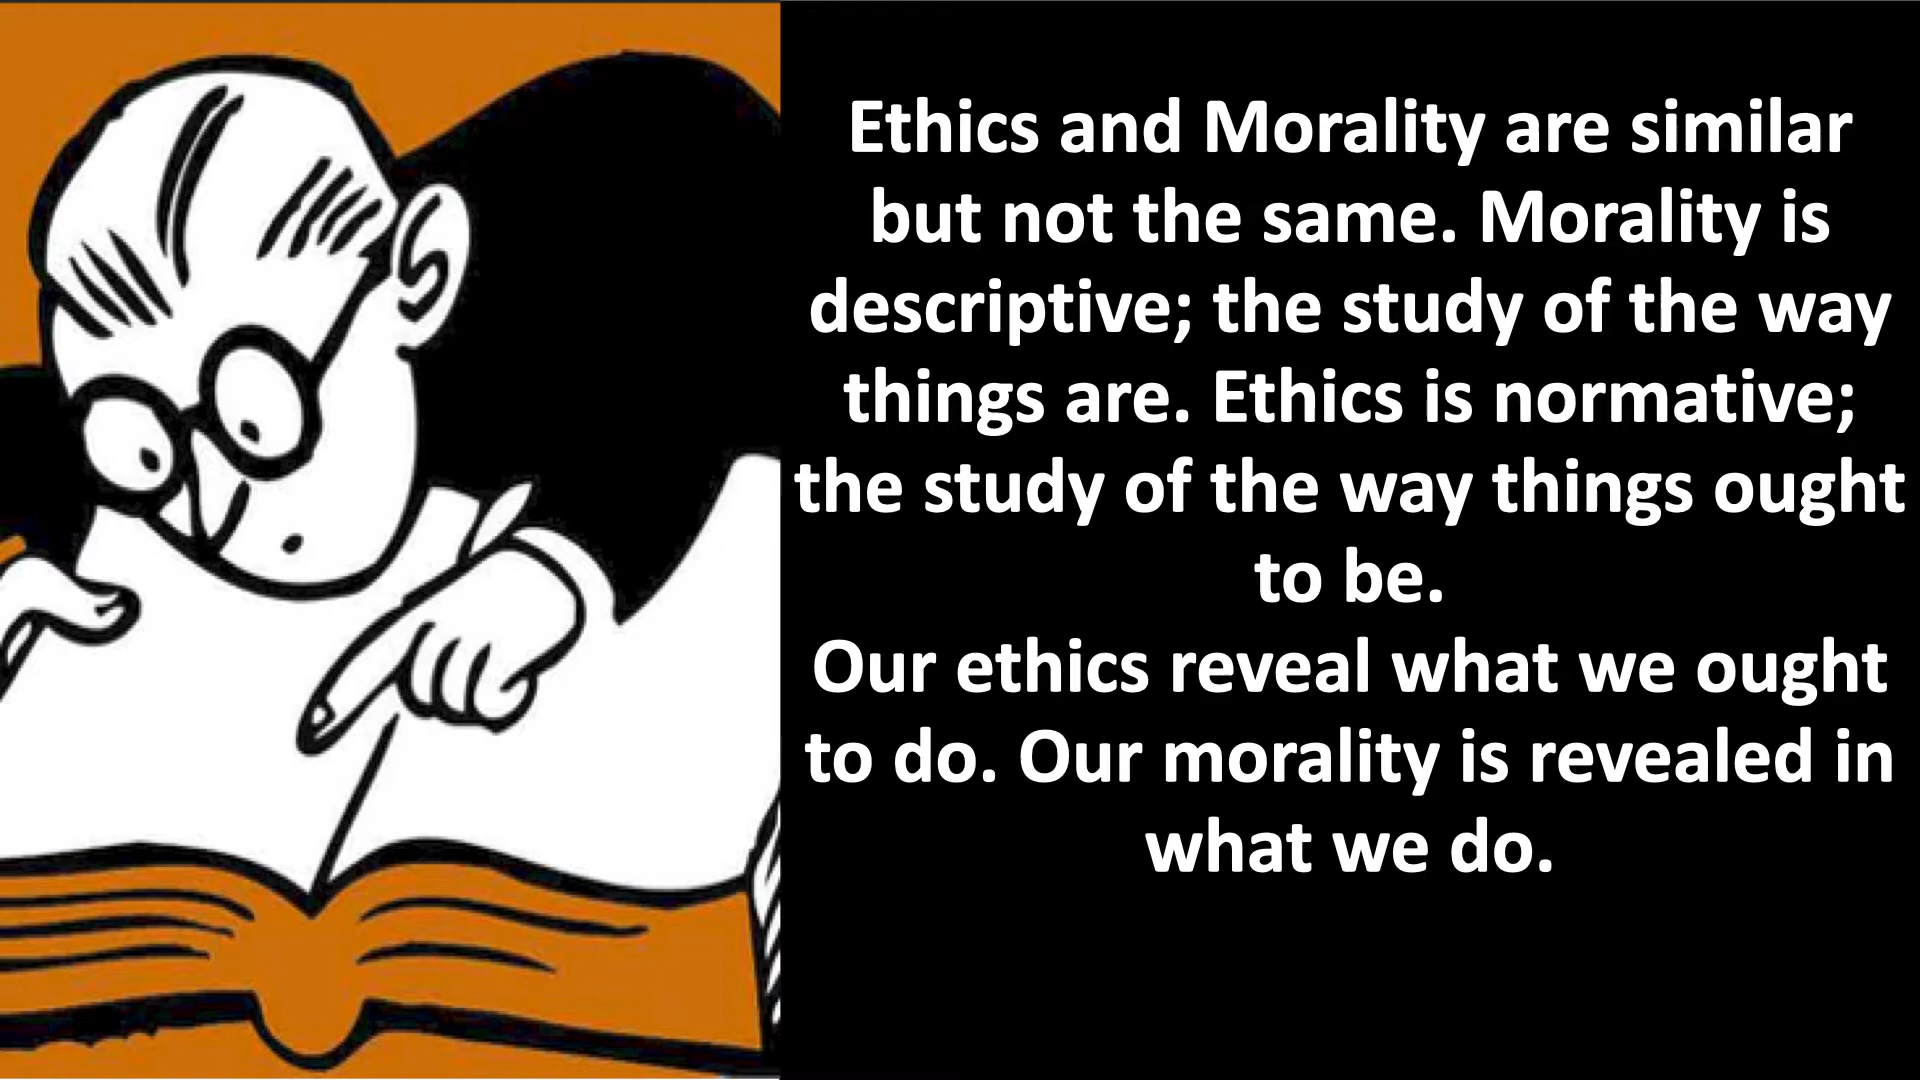 Ethics and Morality are similar
but not the same. Morality is
descriptive; the study of the way
things are. Ethics is normative;
the study of the way things ought
to be.
Our ethics reveal what we ought
to do. Our morality is revealed in
what we do.